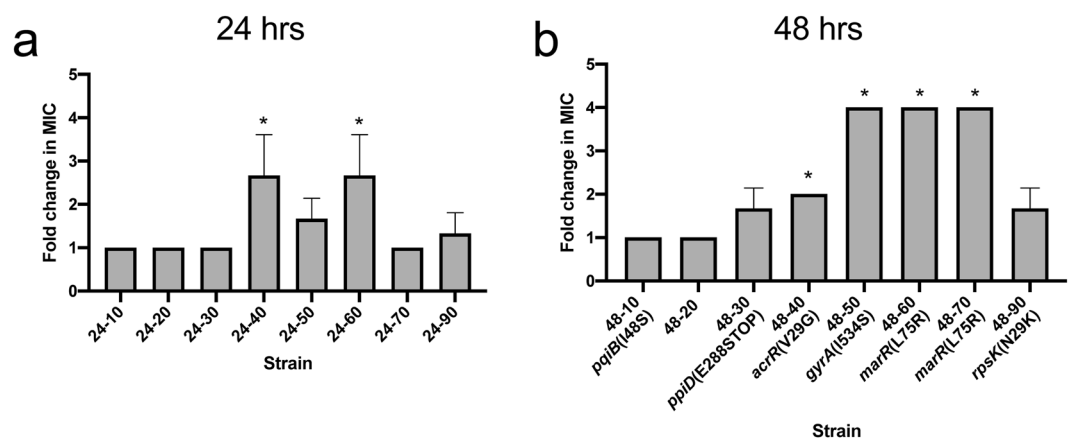 a
24 hrs
Fold change in MIC
5
4
3
2
1
0
*
*
24-10
24-20
24-30
24-40
24-50
24-60
24-70
24-90
Strain
b
48 hrs
Fold change in MIC
5
4
3
2
1
0
*
*
*
*
48-10
pqiB(I48S)
48-20
48-30
ppiD(E288STOP)
48-40
acrR(V29G)
48-50
gyrA(I534S)
48-60
marR(L75R)
48-70
marR(L75R)
48-90
rpsK(N29K)
Strain